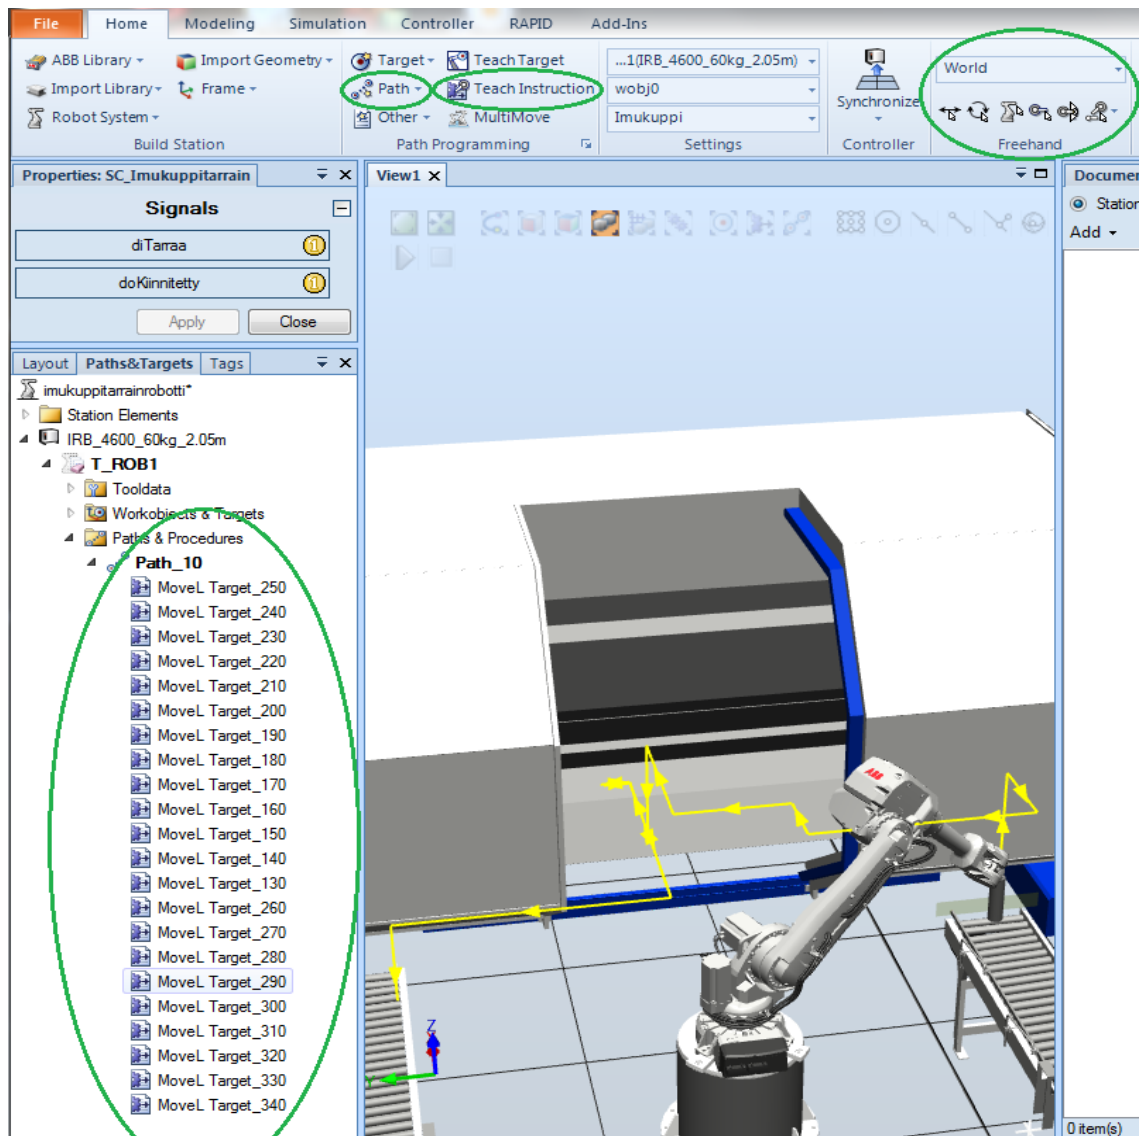 File Home Modeling Simulation Controller RAPID Add-Ins
ABB Library Import Geometry Target Teach Target ...1(IRB_4600_60kg_2.05m) World
Import Library Frame Path Teach Instruction wobj0 Synchronize
Robot System Other MultiMove Imukuppi
Build Station Path Programming Settings Controller Freehand
Properties: SC_Imukuppitarrain View1 Documen
Signals Station
diTarraa Add
doKiinnitetty
Apply Close
Layout Paths&Targets Tags
imukuppitarrainrobotti*
Station Elements
IRB_4600_60kg_2.05m
T_ROB1
Tooldata
Workobjects & Targets
Paths & Procedures
Path_10
MoveL Target_250
MoveL Target_240
MoveL Target_230
MoveL Target_220
MoveL Target_210
MoveL Target_200
MoveL Target_190
MoveL Target_180
MoveL Target_170
MoveL Target_160
MoveL Target_150
MoveL Target_140
MoveL Target_130
MoveL Target_260
MoveL Target_270
MoveL Target_280
MoveL Target_290
MoveL Target_300
MoveL Target_310
MoveL Target_320
MoveL Target_330
MoveL Target_340
ABB
Z
Y
0 item(s)